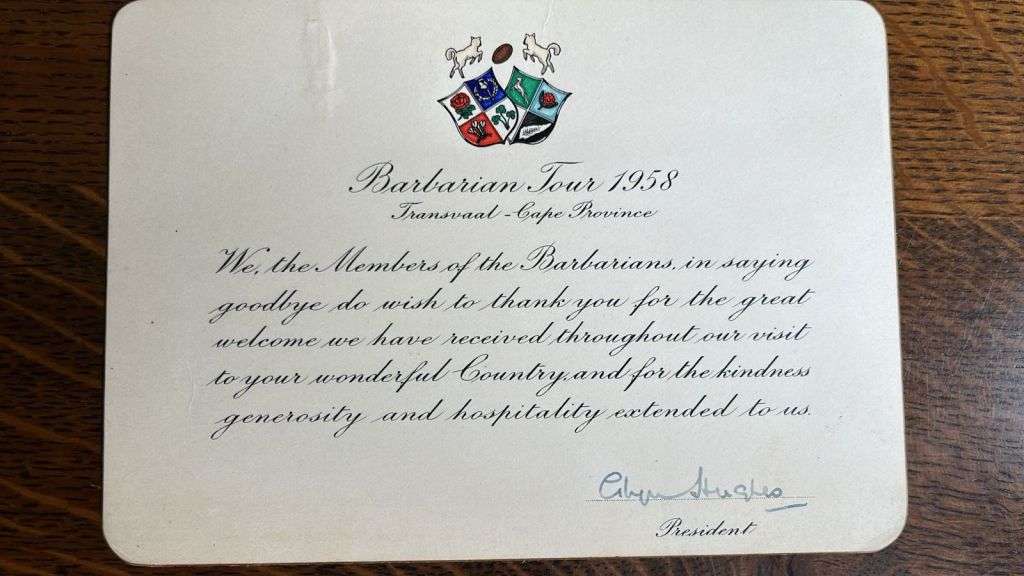 Barbarian Tour 1958
Transvaal - Cape Province
We, the Members of the Barbarians, in saying
goodbye do wish to thank you for the great
welcome we have received throughout our visit
to your wonderful Country, and for the kindness
generosity and hospitality extended to us.
Hughes
President